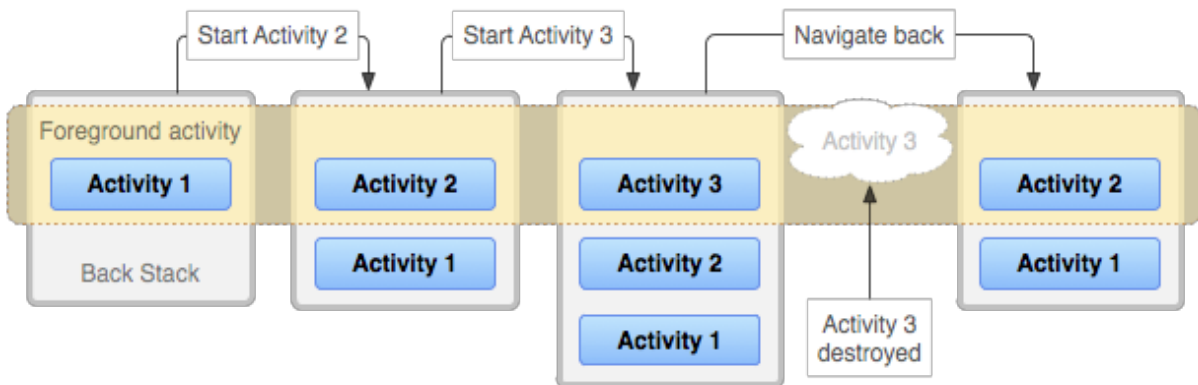 Start Activity 2
Start Activity 3
Navigate back
Foreground activity
Activity 1
Back Stack
Activity 2
Activity 1
Activity 3
Activity 2
Activity 1
Activity 3
Activity 3
destroyed
Activity 2
Activity 1